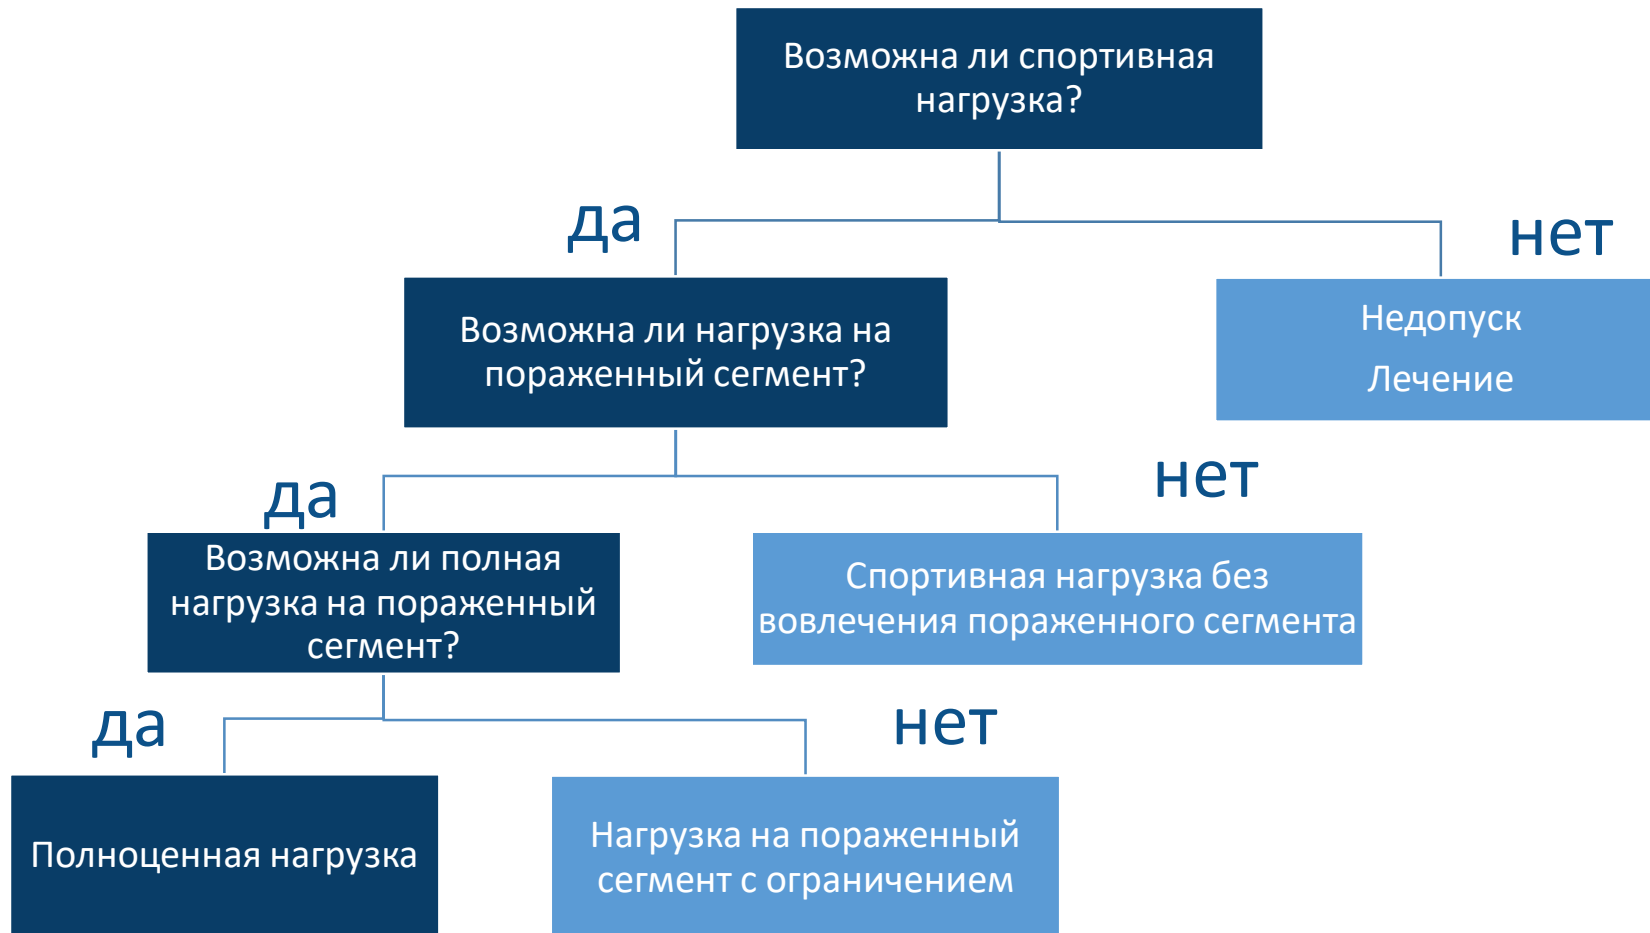 Возможна ли спортивная
нагрузка?
да
нет
Возможна ли нагрузка на
пораженный сегмент?
Недопуск
Лечение
да
нет
Возможна ли полная
нагрузка на пораженный
сегмент?
Спортивная нагрузка без
вовлечения пораженного сегмента
да
нет
Полноценная нагрузка
Нагрузка на пораженный
сегмент с ограничением